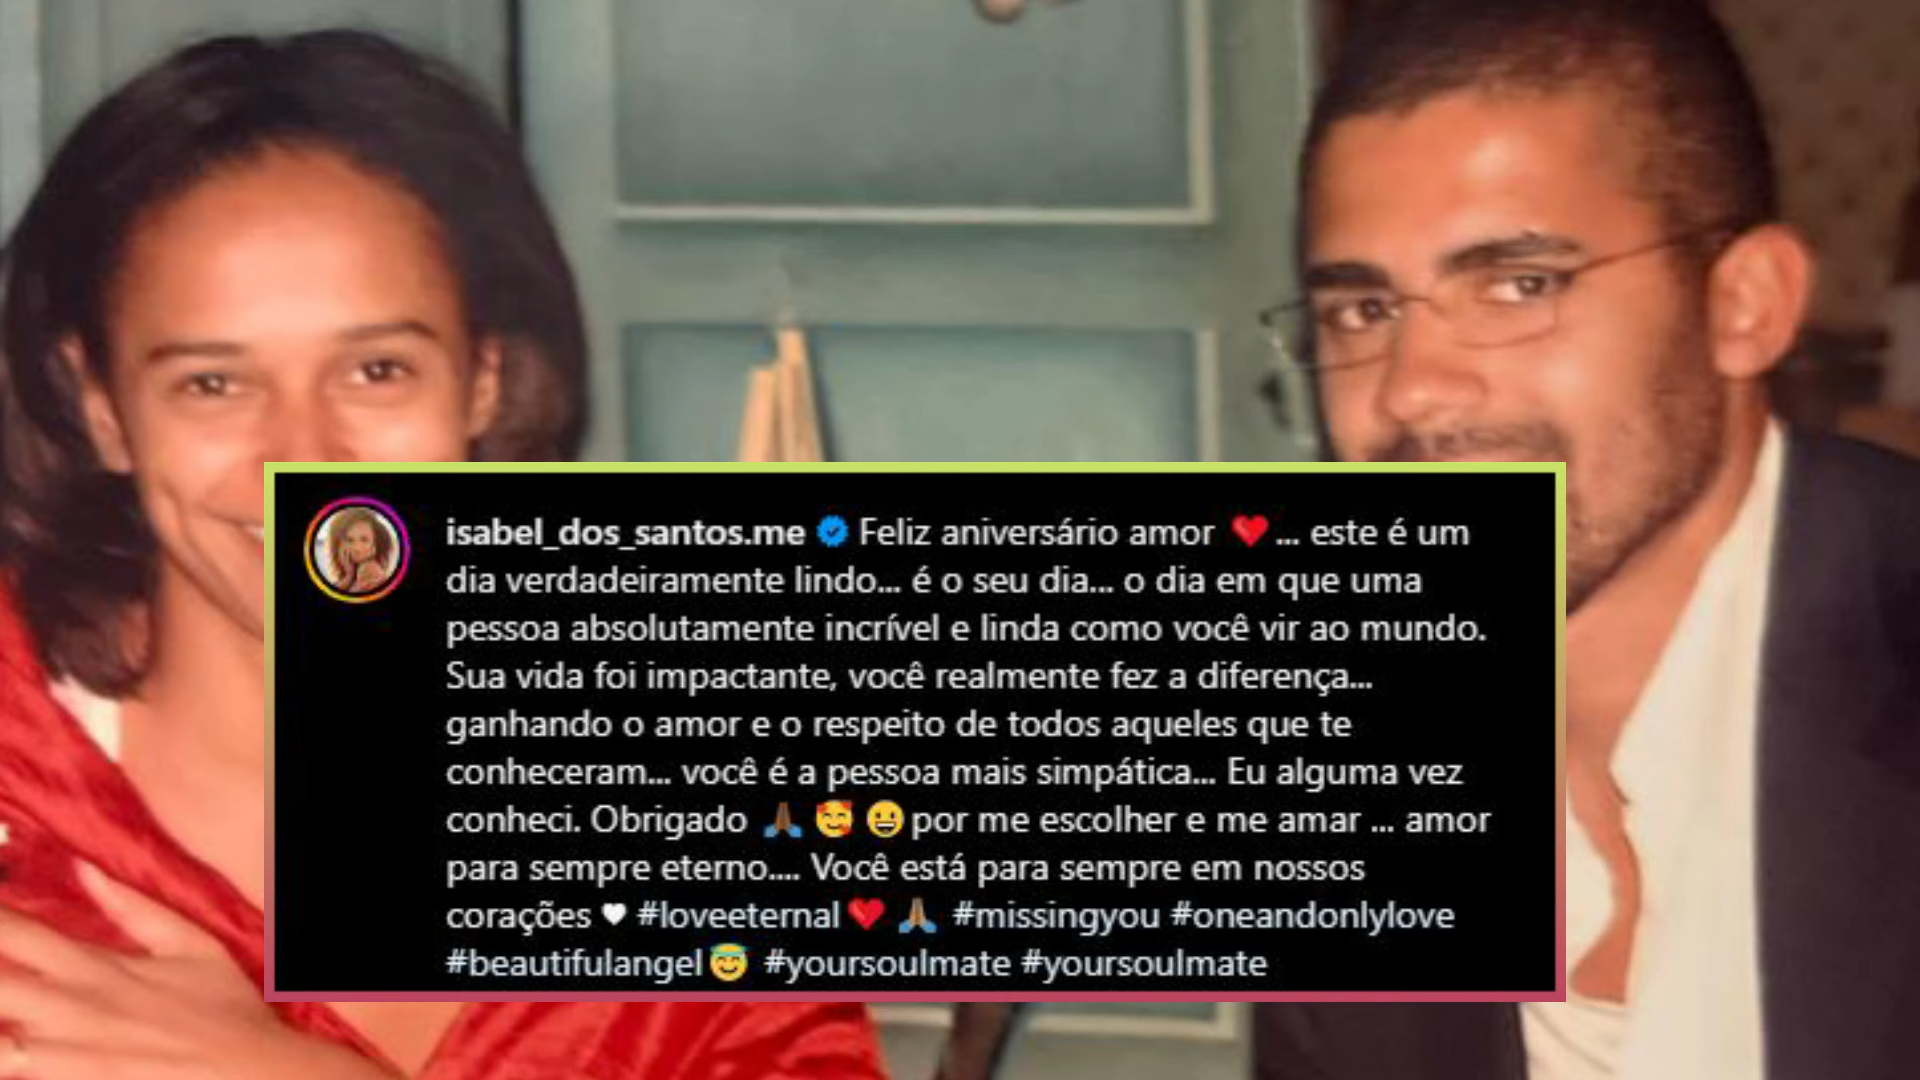 isabel_dos_santos.me Feliz aniversário amor ❤️... este é um
dia verdadeiramente lindo... é o seu dia... o dia em que uma
pessoa absolutamente incrível e linda como você vir ao mundo.
Sua vida foi impactante, você realmente fez a diferença...
ganhando o amor e o respeito de todos aqueles que te
conheceram... você é a pessoa mais simpática... Eu alguma vez
conheci. Obrigado 🙏🏾 🥰 😀 por me escolher e me amar ... amor
para sempre eterno.... Você está para sempre em nossos
corações 🤍 #loveeternal❤️ 🙏🏽 #missingyou #oneandonlylove
#beautifulangel😇 #yoursoulmate #yoursoulmate